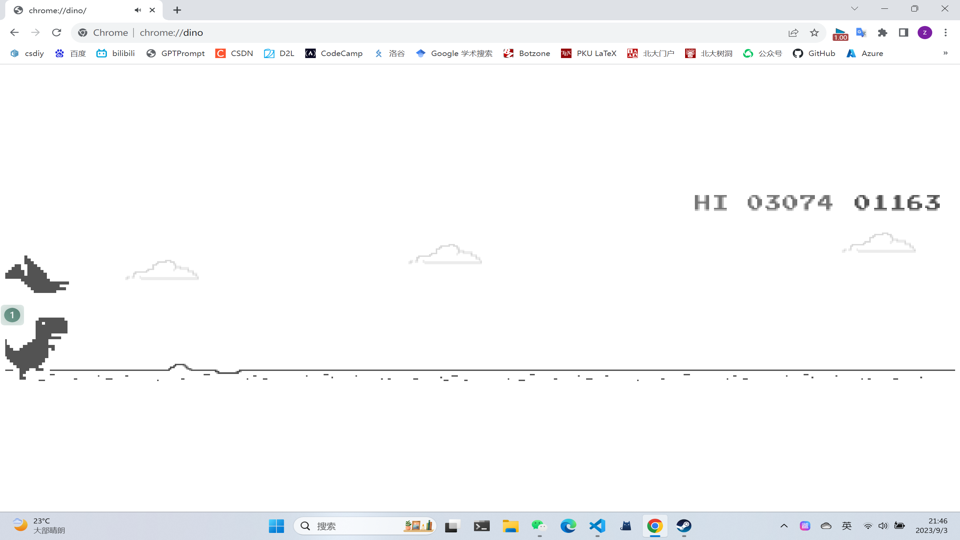 chrome://dino/
Chrome | chrome://dino
1.00
z
csdiy 百度 bilibili GPTPrompt CSDN D2L CodeCamp 洛谷 Google 学术搜索 Botzone PKU LaTeX 北大门户 北大树洞 公众号 GitHub Azure »
HI 03074 01163
1
23°C
大部晴朗
搜索
英
21:46
2023/9/3